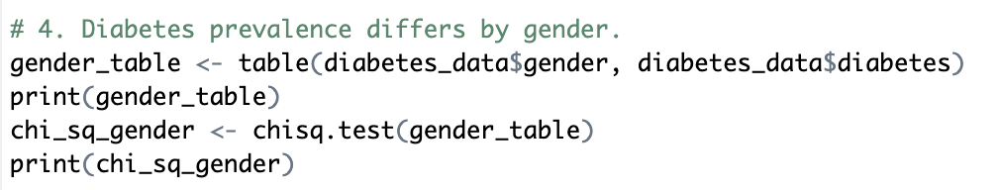 # 4. Diabetes prevalence differs by gender.
gender_table <- table(diabetes_data$gender, diabetes_data$diabetes)
print(gender_table)
chi_sq_gender <- chisq.test(gender_table)
print(chi_sq_gender)